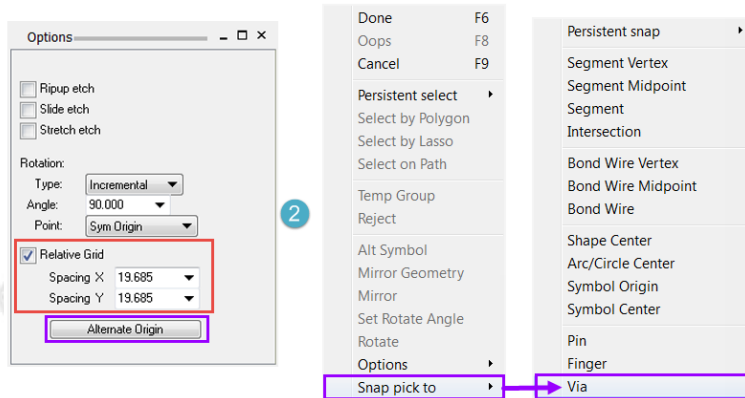 Options
Ripup etch
Slide etch
Stretch etch
Rotation:
Type: Incremental
Angle: 90.000
Point: Sym Origin
Relative Grid
Spacing X 19.685
Spacing Y 19.685
Alternate Origin
2
Done F6
Oops F8
Cancel F9
Persistent select
Select by Polygon
Select by Lasso
Select on Path
Temp Group
Reject
Alt Symbol
Mirror Geometry
Mirror
Set Rotate Angle
Rotate
Options
Snap pick to
Persistent snap
Segment Vertex
Segment Midpoint
Segment
Intersection
Bond Wire Vertex
Bond Wire Midpoint
Bond Wire
Shape Center
Arc/Circle Center
Symbol Origin
Symbol Center
Pin
Finger
Via